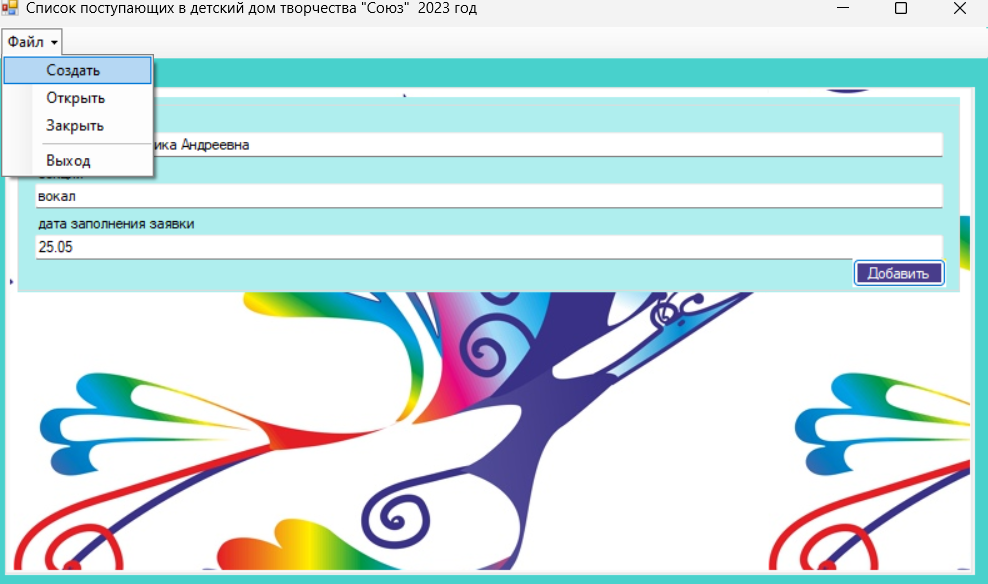 Список поступающих в детский дом творчества "Союз" 2023 год
Файл
Создать
Открыть
Закрыть
Выход
Андреевна
вокал
дата заполнения заявки
25.05
Добавить